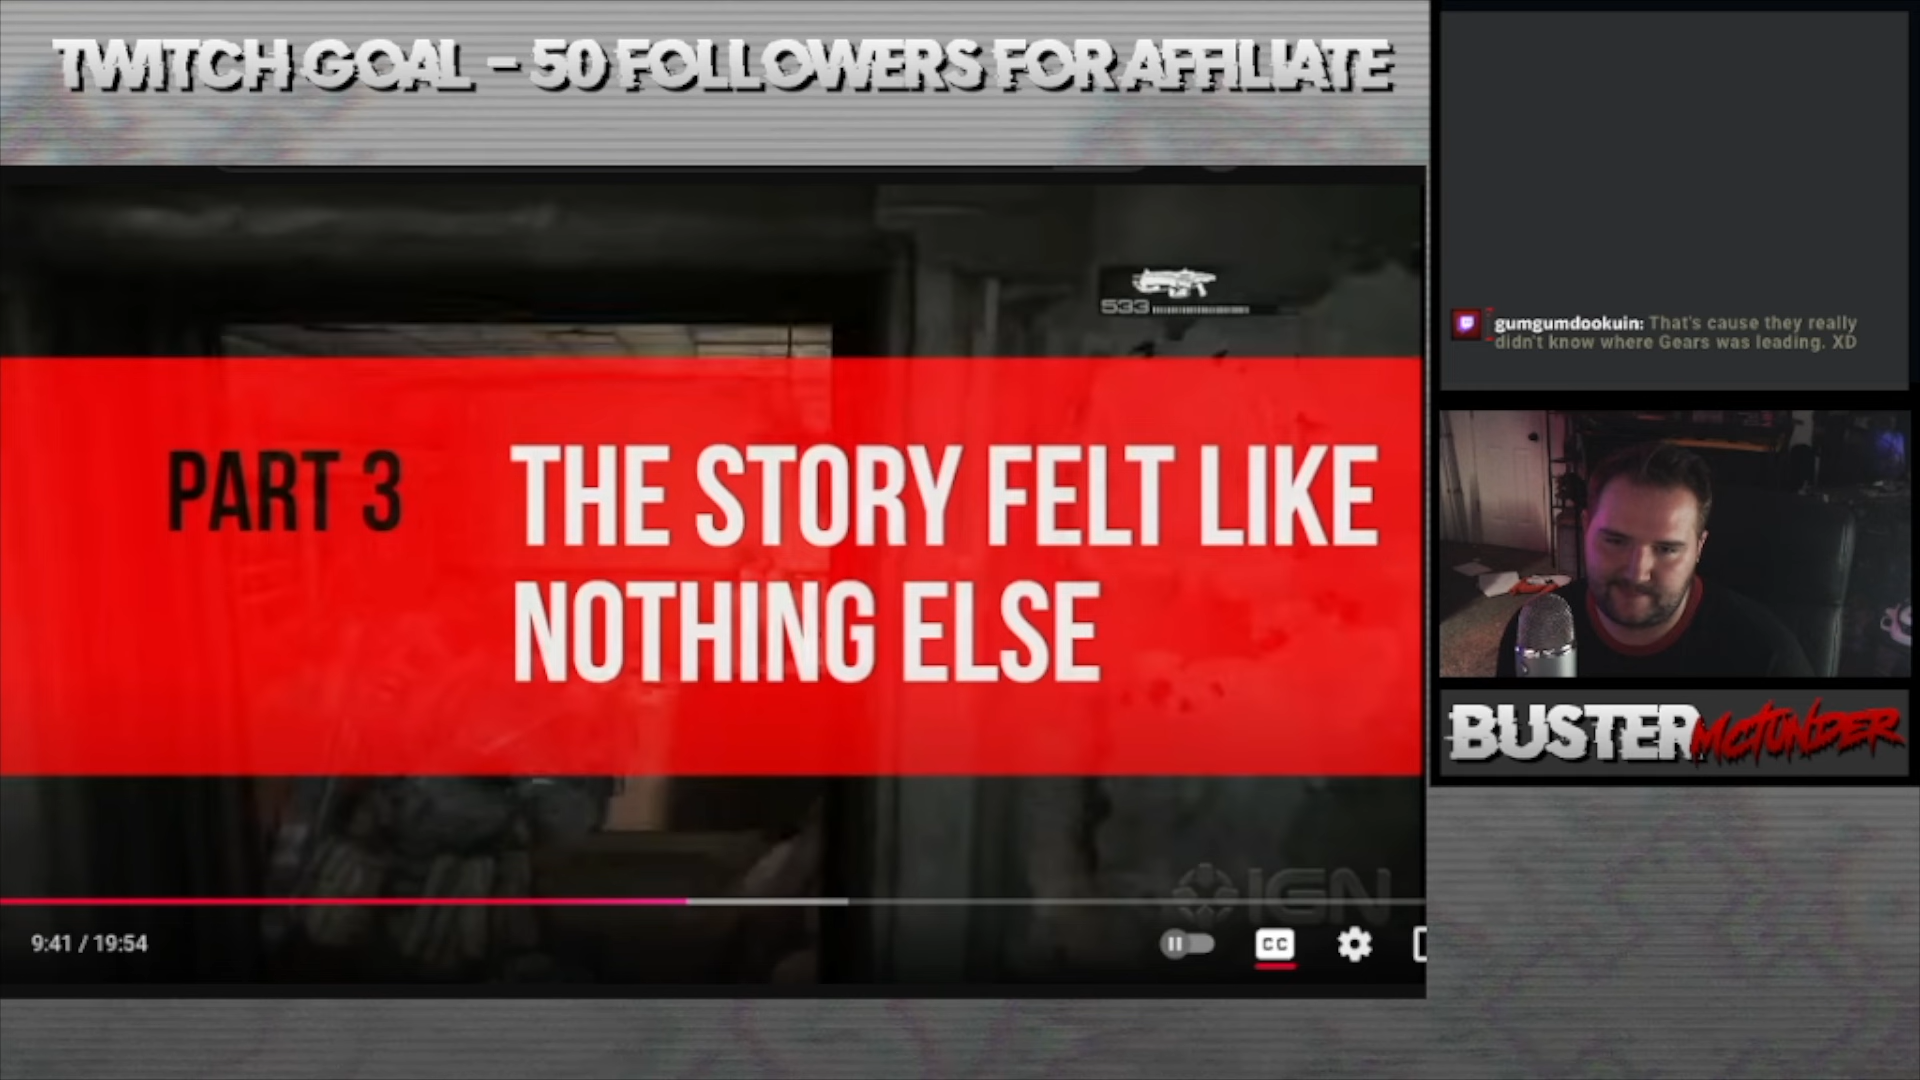 TWITCH GOAL - 50 FOLLOWERS FOR AFFILIATE
533
PART 3
THE STORY FELT LIKE
NOTHING ELSE
IGN
9:41 / 19:54
CC
gumgumdookuin: That's cause they really
didn't know where Gears was leading. XD
BUSTERMCTUNDER